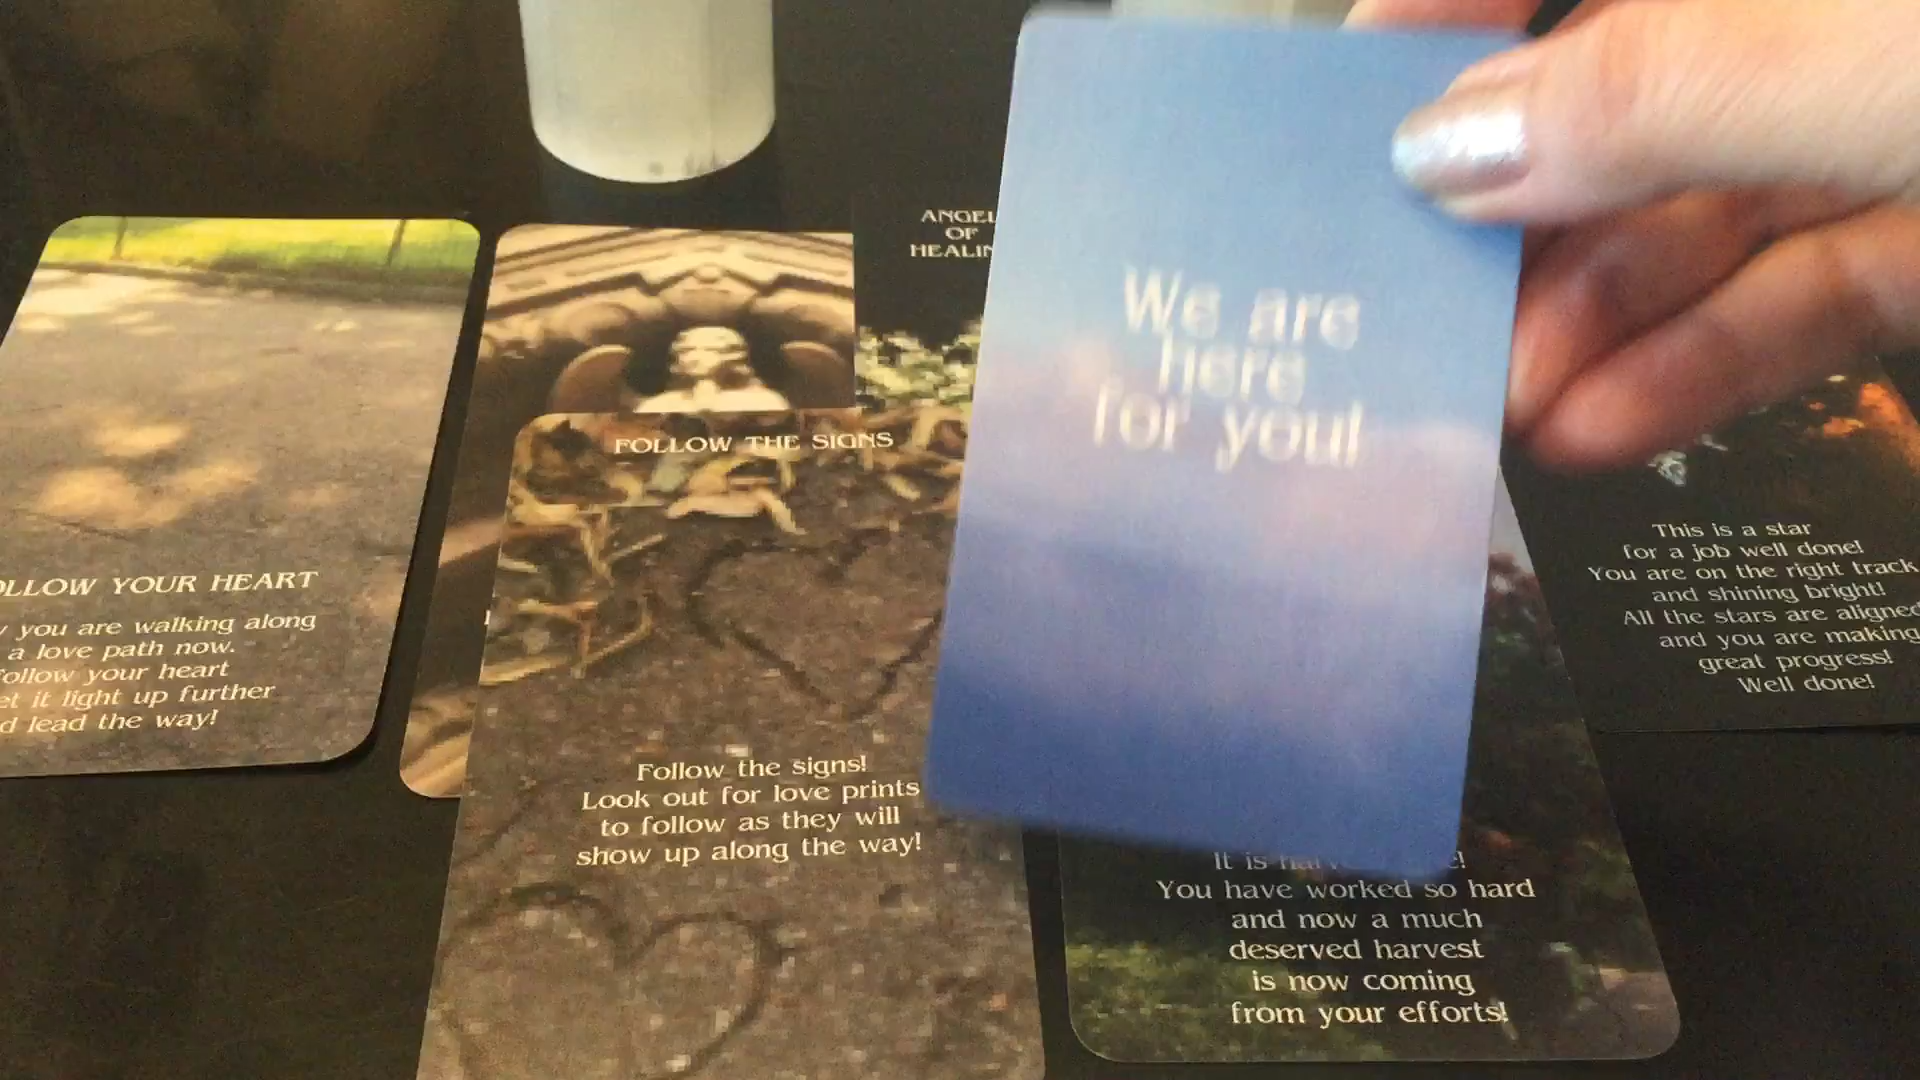 ANGEL
OF
We are
here
for you!
FOLLOW THE SIGNS
Follow the signs!
Look out for love prints
to follow as they will
show up along the way!
YOUR HEART
you are walking along
a love path now.
your heart
it light up further
lead the way!
This is a star
for a job well done!
You are on the right track
and shining bright!
All the stars are aligned
and you are making
great progress!
Well done!
It is
You have worked so hard
and now a much
deserved harvest
is now coming
from your efforts!